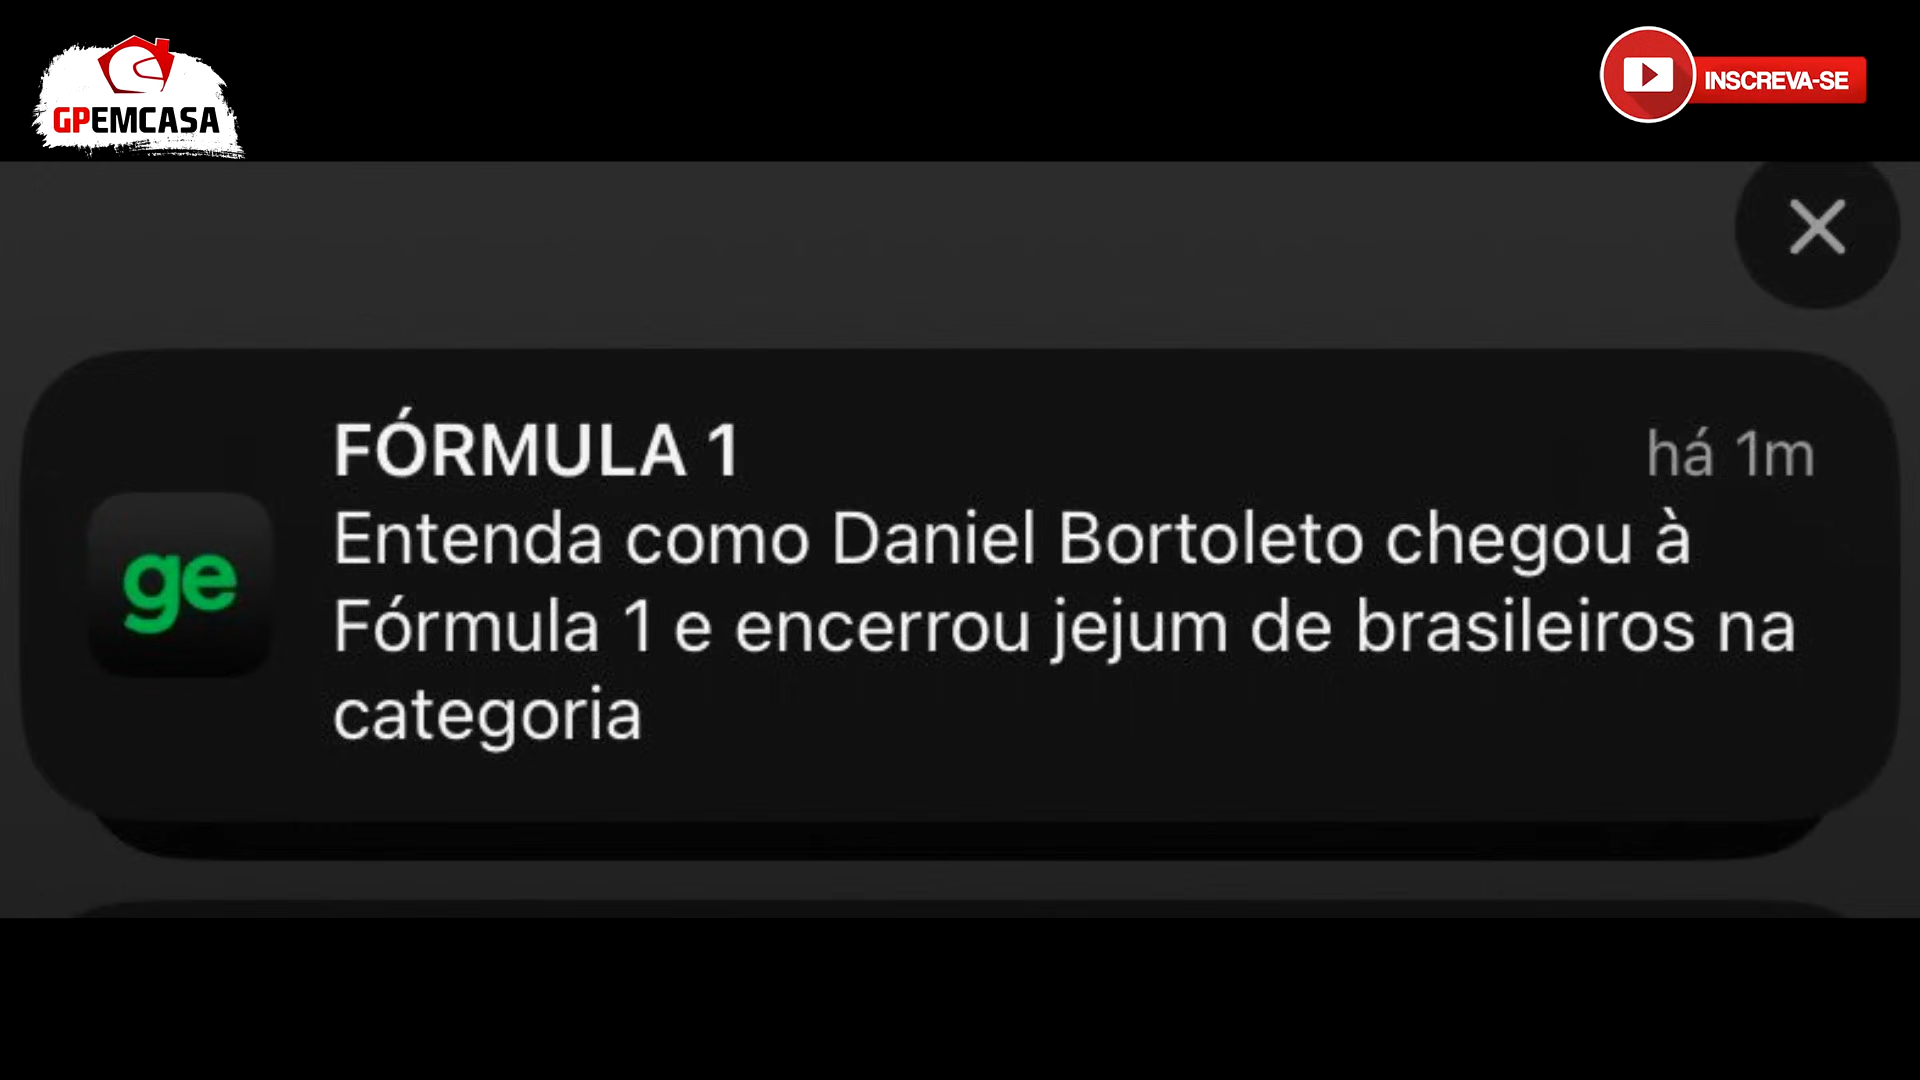 GPEMCASA
INSCREVA-SE
FÓRMULA 1
há 1m
ge
Entenda como Daniel Bortoleto chegou à
Fórmula 1 e encerrou jejum de brasileiros na
categoria